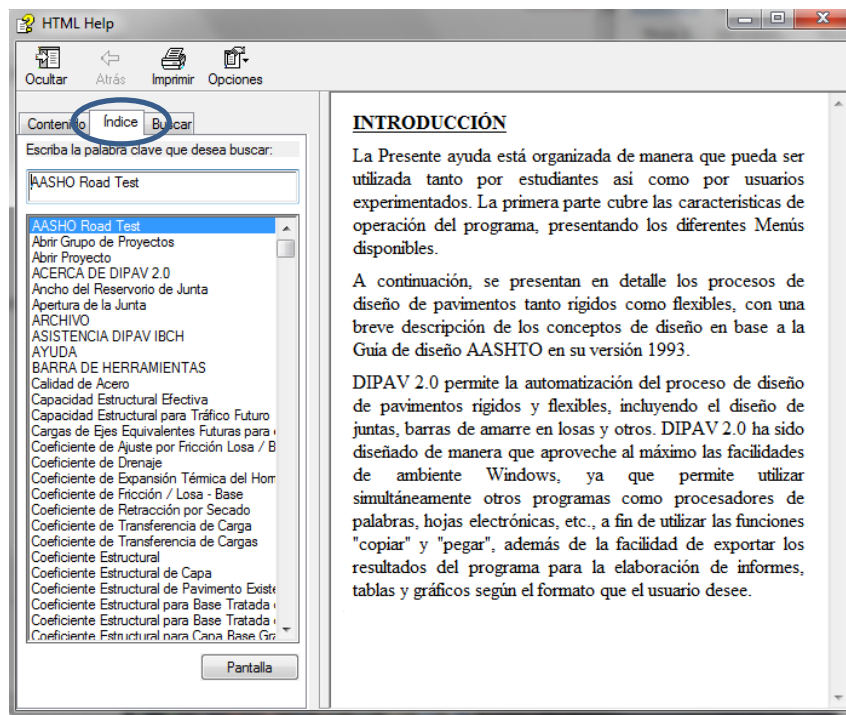 HTML Help
Ocultar Atrás Imprimir Opciones
Contenido Índice Buscar
Escriba la palabra clave que desea buscar:
AASHO Road Test
AASHO Road Test
Abrir Grupo de Proyectos
Abrir Proyecto
ACERCA DE DIPAV 2.0
Ancho del Reservorio de Junta
Apertura de la Junta
ARCHIVO
ASISTENCIA DIPAV IBCH
AYUDA
BARRA DE HERRAMIENTAS
Calidad de Acero
Capacidad Estructural Efectiva
Capacidad Estructural para Tráfico Futuro
Cargas de Ejes Equivalentes Futuras para
Coeficiente de Ajuste por Fricción Losa / B
Coeficiente de Drenaje
Coeficiente de Expansión Térmica del Hor
Coeficiente de Fricción / Losa - Base
Coeficiente de Retracción por Secado
Coeficiente de Transferencia de Carga
Coeficiente de Transferencia de Cargas
Coeficiente Estructural
Coeficiente Estructural de Capa
Coeficiente Estructural de Pavimento Existe
Coeficiente Estructural para Base Tratada
Coeficiente Estructural para Base Tratada
Coeficiente Estructural para Capa Base Gra
Pantalla
INTRODUCCIÓN
La Presente ayuda está organizada de manera que pueda ser
utilizada tanto por estudiantes así como por usuarios
experimentados. La primera parte cubre las caracteristicas de
operación del programa, presentando los diferentes Menús
disponibles.
A continuación, se presentan en detalle los procesos de
diseño de pavimentos tanto rígidos como flexibles, con una
breve descripción de los conceptos de diseño en base a la
Guía de diseño AASHTO en su versión 1993.
DIPAV 2.0 permite la automatización del proceso de diseño
de pavimentos rígidos y flexibles, incluyendo el diseño de
juntas, barras de amarre en losas y otros. DIPAV 2.0 ha sido
diseñado de manera que aproveche al máximo las facilidades
de ambiente Windows, ya que permite utilizar
simultáneamente otros programas como procesadores de
palabras, hojas electrónicas, etc., a fin de utilizar las funciones
"copiar" y "pegar", además de la facilidad de exportar los
resultados del programa para la elaboración de informes,
tablas y gráficos según el formato que el usuario desee.